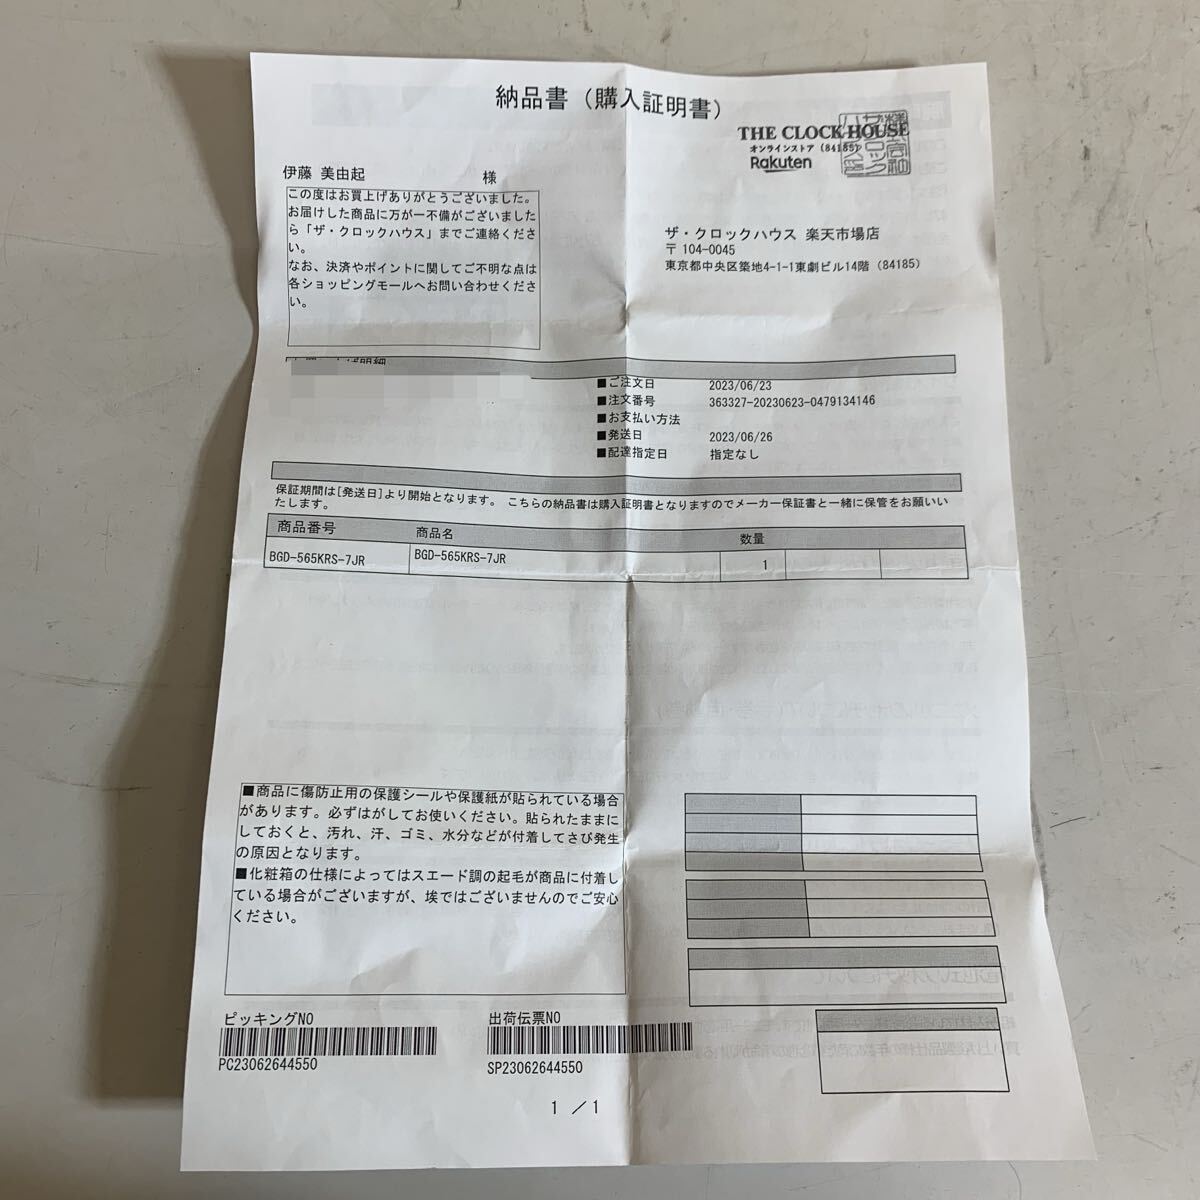 納品書（購入証明書）
THE CLOCK HOUSE
オンラインストア (84185)
Rakuten
伊藤 美由起 様
この度はお買上げありがとうございました。
お届けした商品に万が一不備がございました
ら「ザ・クロックハウス」までご連絡くださ
い。
なお、決済やポイントに関してご不明な点は
各ショッピングモールへお問い合わせくださ
い。
ザ・クロックハウス 楽天市場店
〒104-0045
東京都中央区築地4-1-1東劇ビル14階 (84185)
■ご注文日 2023/06/23
■注文番号 363327-20230623-0479134146
■お支払い方法
■発送日 2023/06/26
■配達指定日 指定なし
保証期間は[発送日]より開始となります。 こちらの納品書は購入証明書となりますのでメーカー保証書と一緒に保管をお願いい
たします。
商品番号 商品名 数量
BGD-565KRS-7JR BGD-565KRS-7JR 1
■商品に傷防止用の保護シールや保護紙が貼られている場合
があります。必ずはがしてお使いください。貼られたままに
しておくと、汚れ、汗、ゴミ、水分などが付着してさび発生
の原因となります。
■化粧箱の仕様によってはスエード調の起毛が商品に付着し
ている場合がございますが、埃ではございませんのでご安心
ください。
ピッキングNO 出荷伝票NO
PC23062644550 SP23062644550
1 ／1